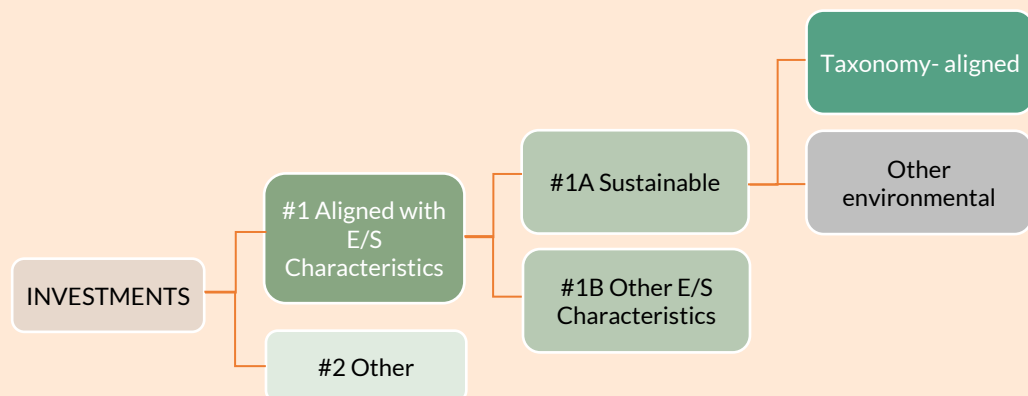 INVESTMENTS
#1 Aligned with
E/S
Characteristics
#2 Other
#1A Sustainable
#1B Other E/S
Characteristics
Taxonomy- aligned
Other
environmental